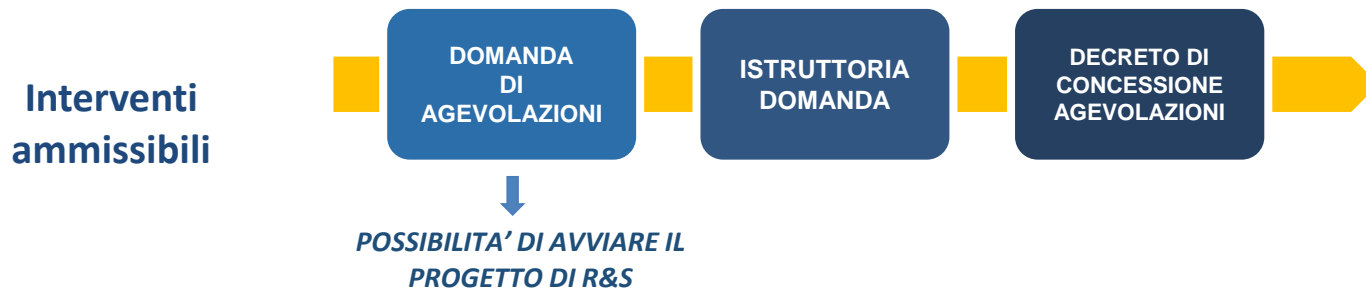 Interventi
ammissibili
DOMANDA
DI
AGEVOLAZIONI
ISTRUTTORIA
DOMANDA
DECRETO DI
CONCESSIONE
AGEVOLAZIONI
POSSIBILITA’ DI AVVIARE IL
PROGETTO DI R&S